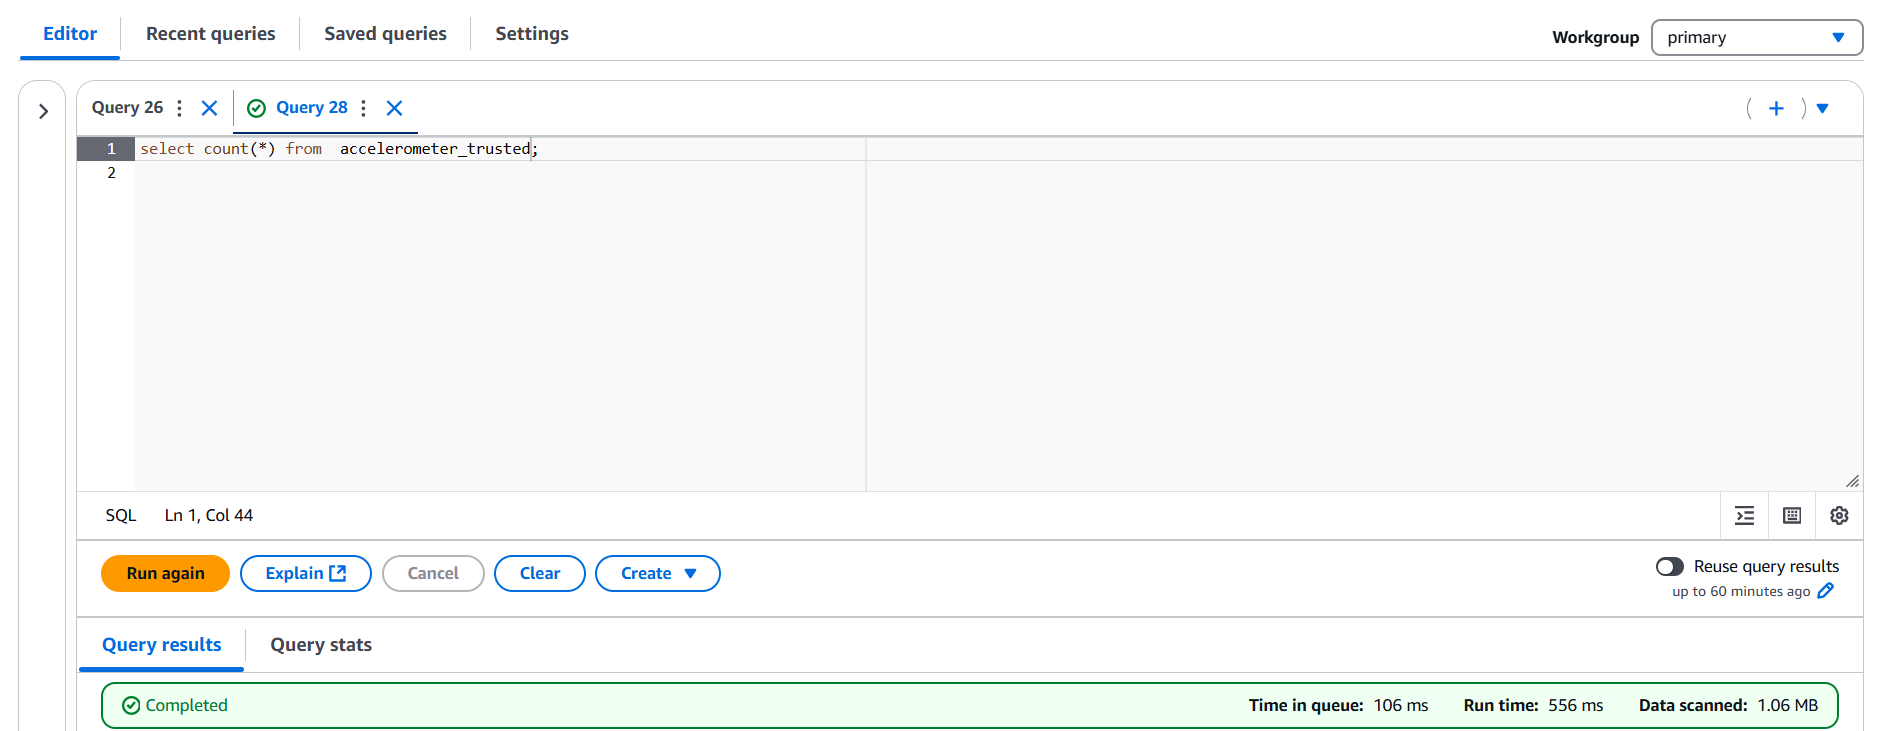 Editor Recent queries Saved queries Settings
Workgroup primary
Query 26 Query 28
1 select count(*) from  accelerometer_trusted;
2
SQL Ln 1, Col 44
Run again Explain Cancel Clear Create
Reuse query results
up to 60 minutes ago
Query results Query stats
Completed Time in queue: 106 ms Run time: 556 ms Data scanned: 1.06 MB